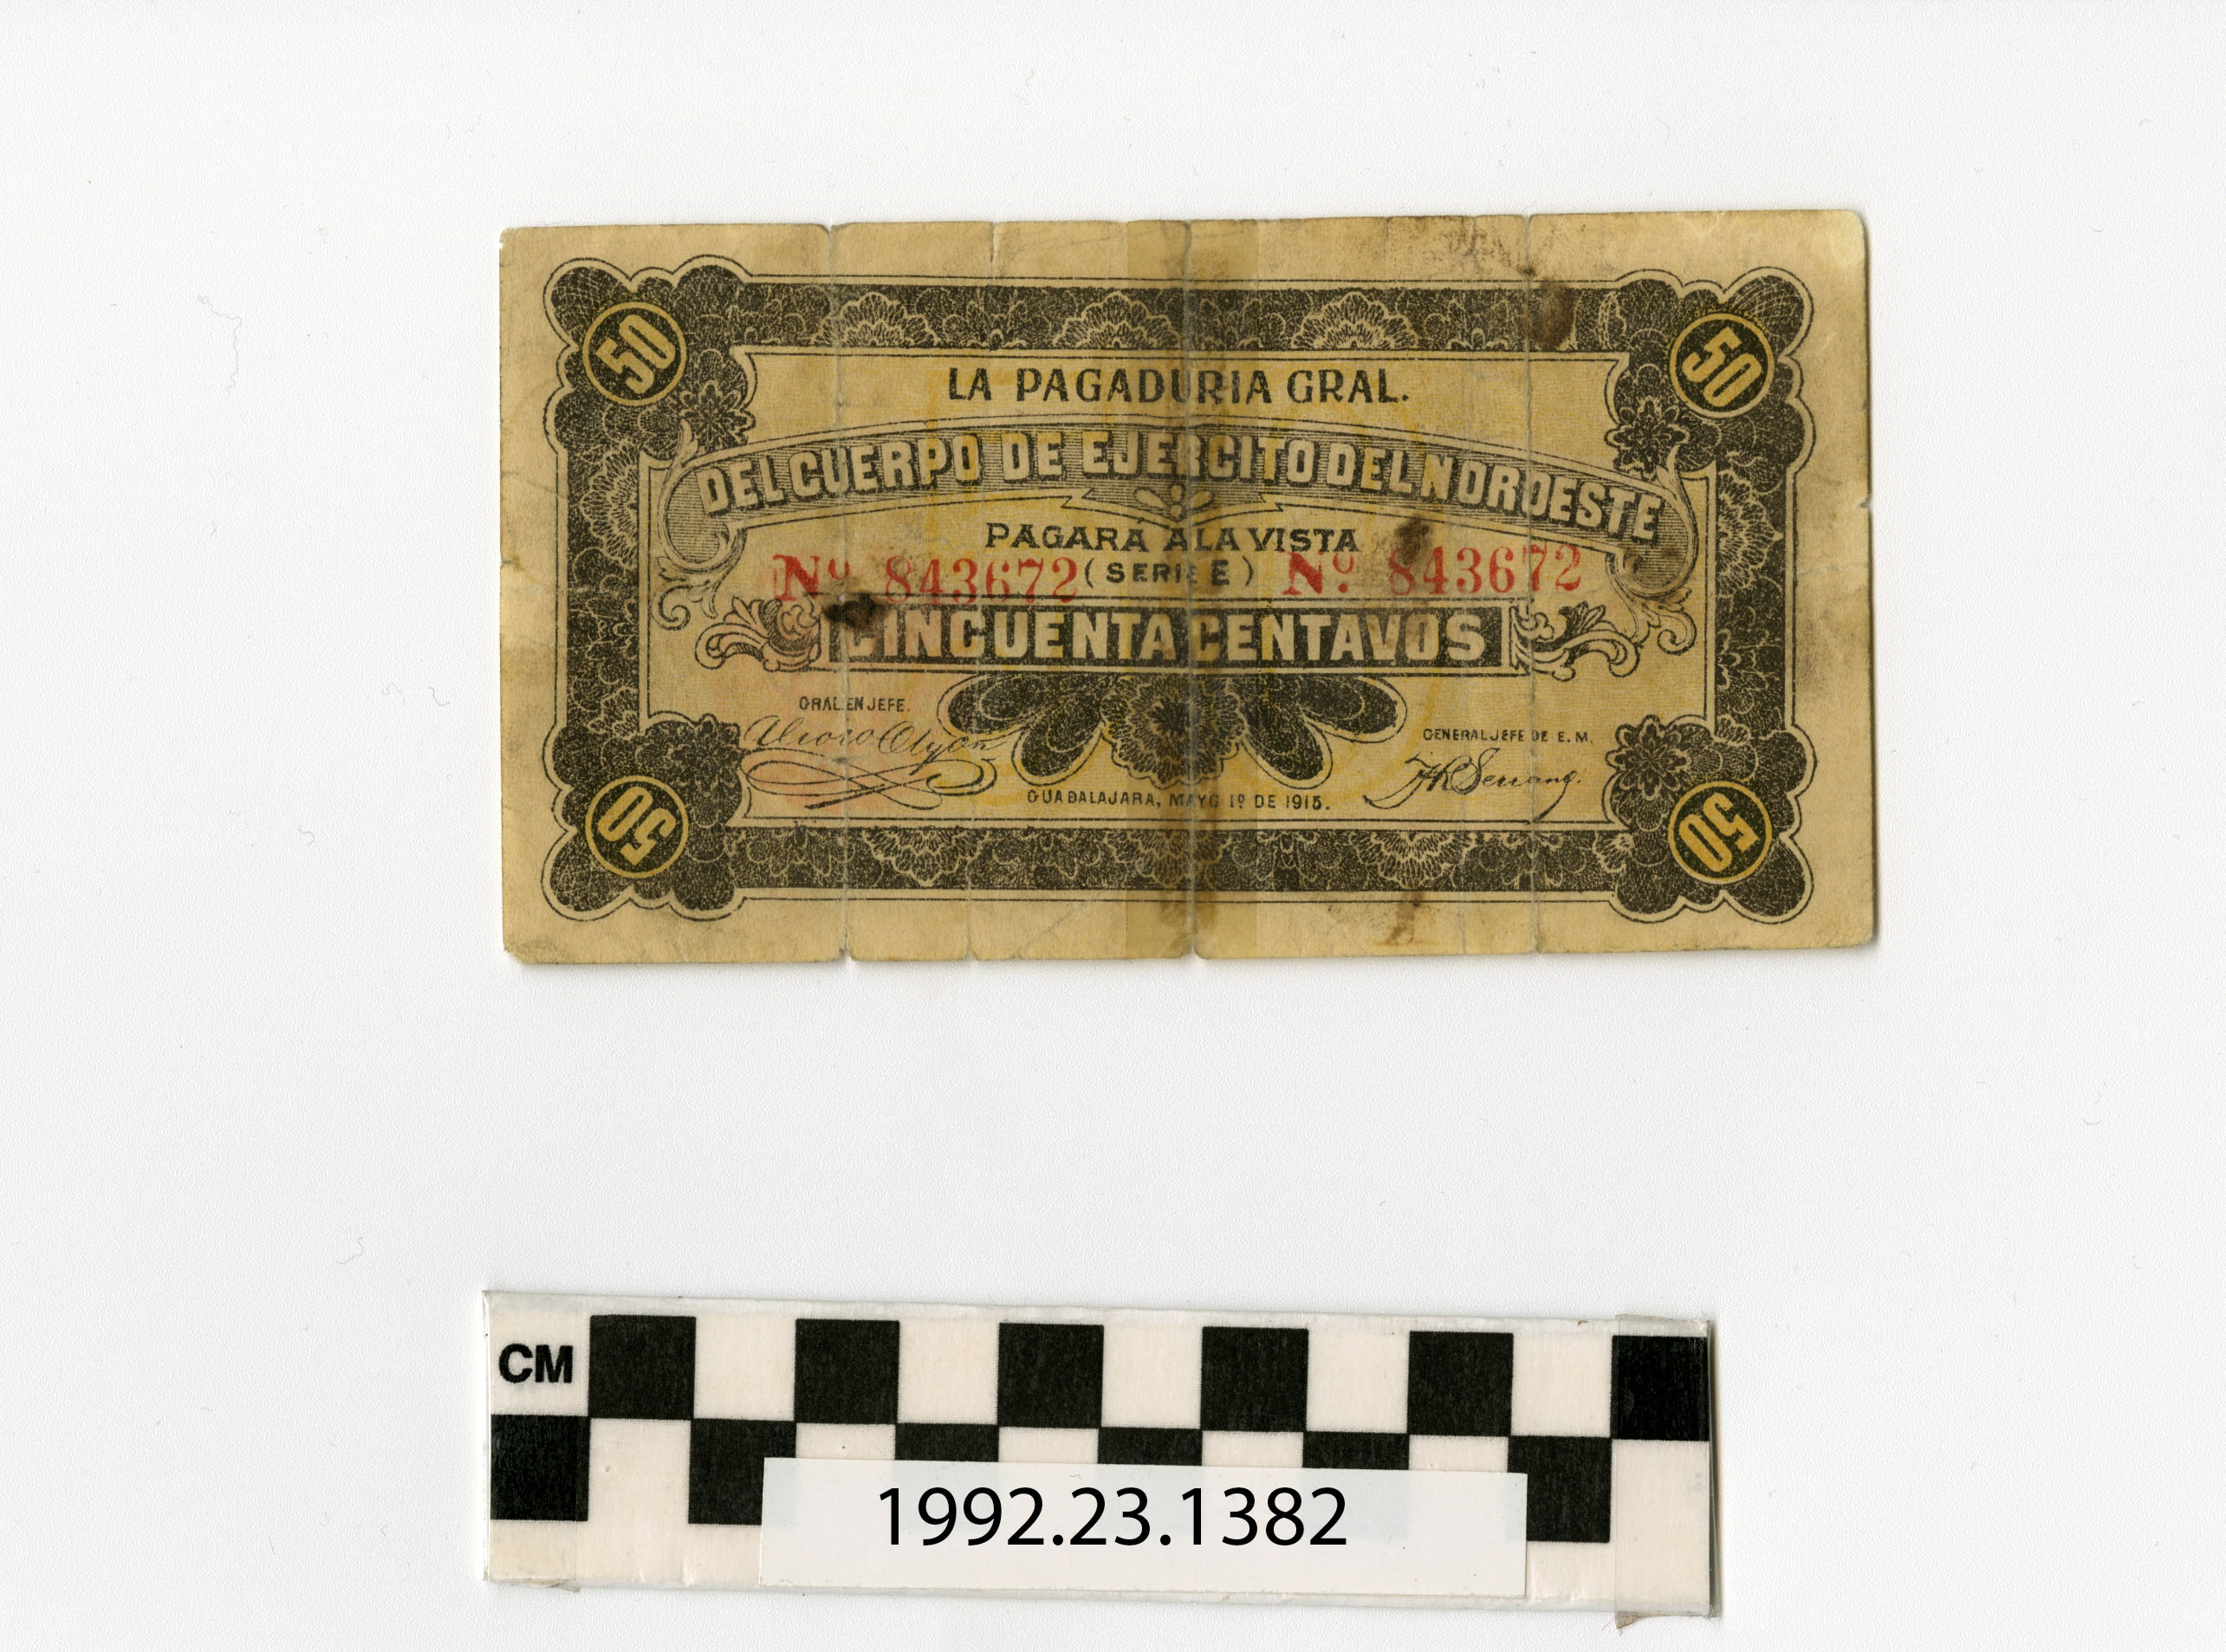 50
50
LA PAGADURIA GRAL.
DEL CUERPO DE EJERCITO DEL NOROESTE
PAGARÁ A LA VISTA
Nº 843672 (SERIE E) Nº 843672
CINCUENTA CENTAVOS
GRAL. EN JEFE.
GENERAL JEFE DE E. M.
GUADALAJARA, MAYO 1º DE 1915.
50
50
CM
1992.23.1382